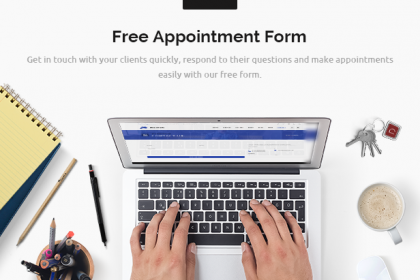 Free Appointment Form
Get in touch with your clients quickly, respond to their questions and make appointments
easily with our free form.